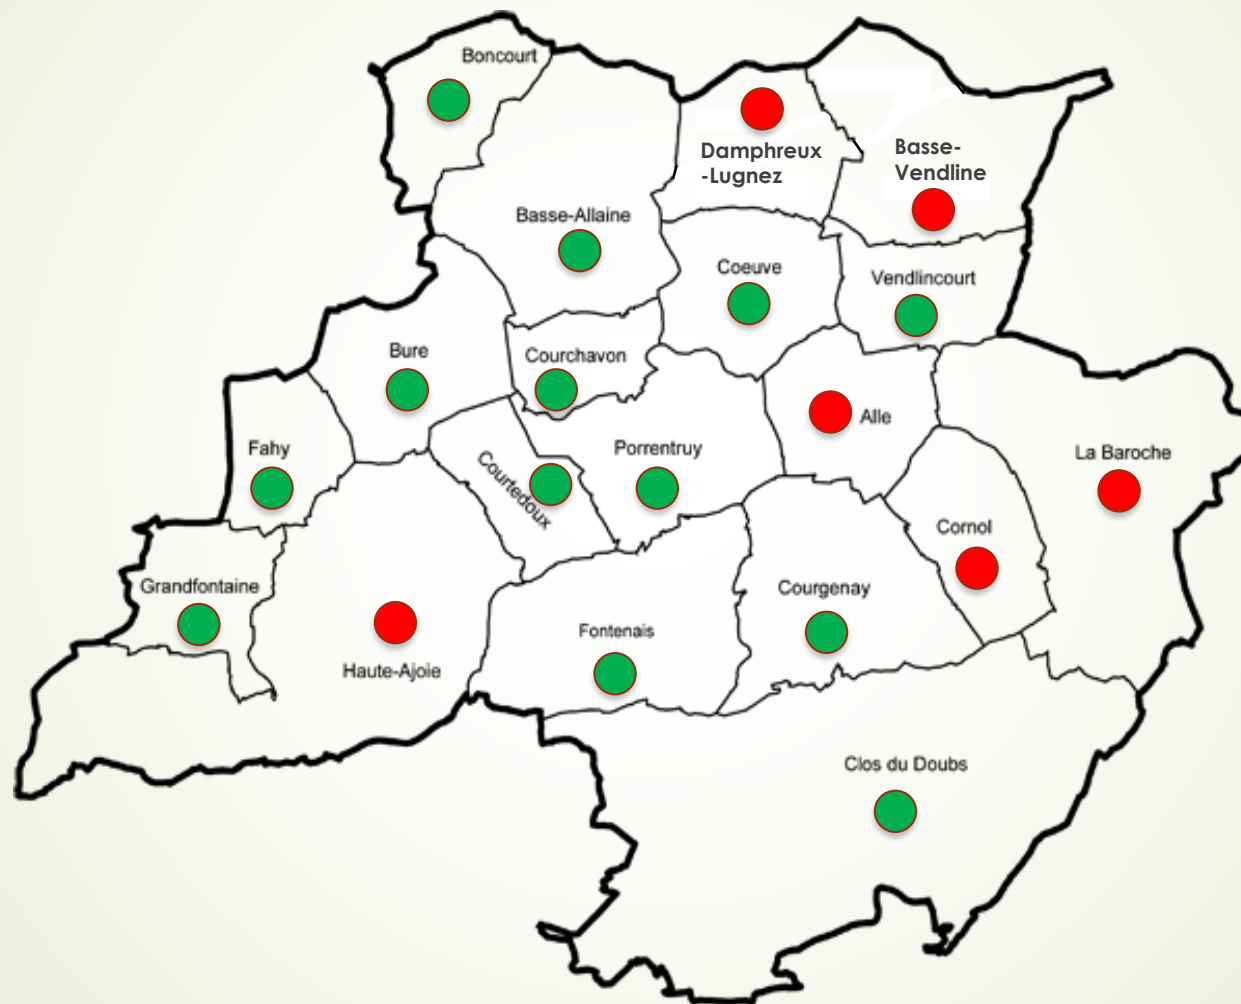 Boncourt
Damphreux
-Lugnez
Basse-
Vendline
Basse-Allaine
Coeuve
Vendlincourt
Bure
Courchavon
Alle
Fahy
Courtedoux
Porrentruy
La Baroche
Cornol
Grandfontaine
Courgenay
Fontenais
Haute-Ajoie
Clos du Doubs